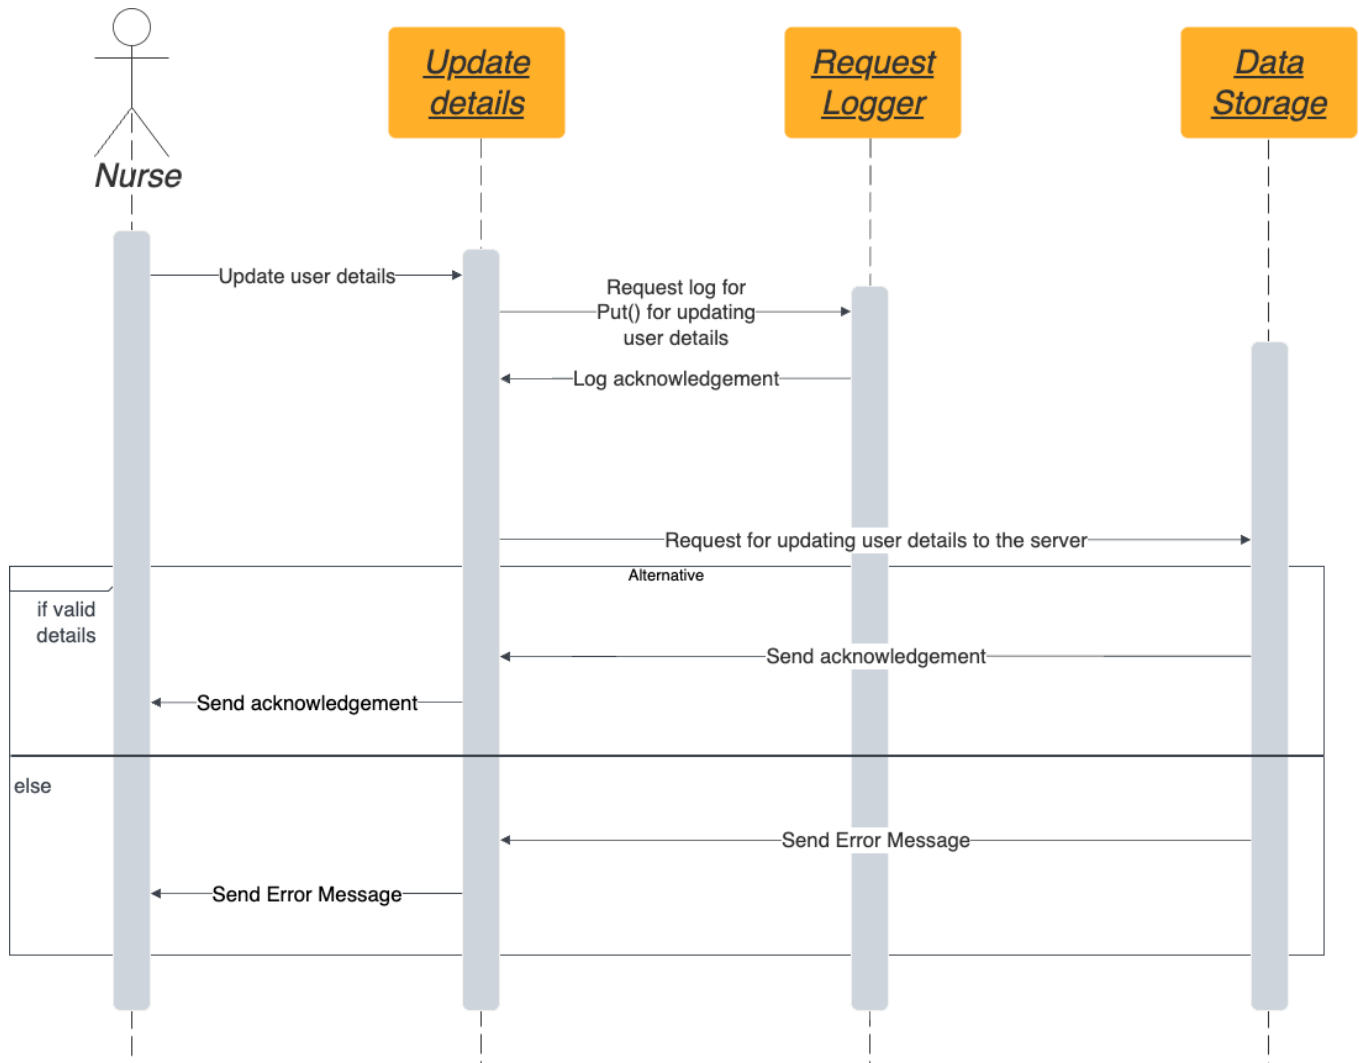 Update
details
Request
Logger
Data
Storage
Nurse
Update user details
Request log for
Put() for updating
user details
Log acknowledgement
Request for updating user details to the server
Alternative
if valid
details
Send acknowledgement
Send acknowledgement
else
Send Error Message
Send Error Message